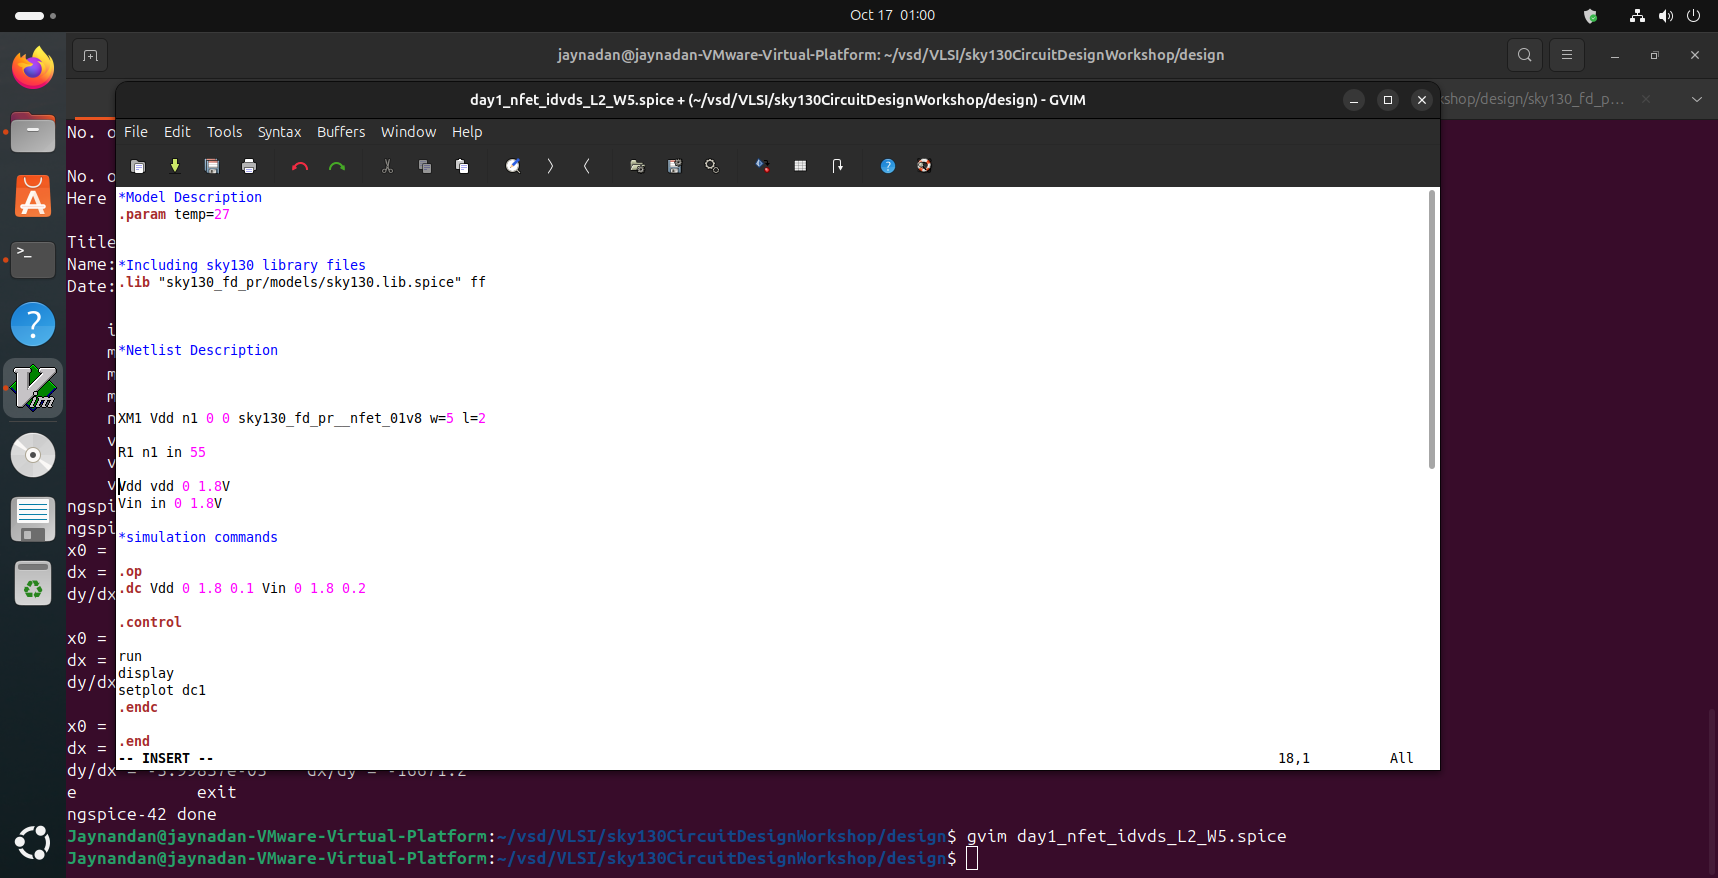 Oct 17 01:00
jaynadan@jaynadan-VMware-Virtual-Platform: ~/vsd/VLSI/sky130CircuitDesignWorkshop/design
kshop/design/sky130_fd_p…
day1_nfet_idvds_L2_W5.spice + (~/vsd/VLSI/sky130CircuitDesignWorkshop/design) - GVIM
File Edit Tools Syntax Buffers Window Help
*Model Description
.param temp=27
*Including sky130 library files
.lib "sky130_fd_pr/models/sky130.lib.spice" ff
*Netlist Description
XM1 Vdd n1 0 0 sky130_fd_pr__nfet_01v8 w=5 l=2
R1 n1 in 55
Vdd vdd 0 1.8V
Vin in 0 1.8V
*simulation commands
.op
.dc Vdd 0 1.8 0.1 Vin 0 1.8 0.2
.control
run
display
setplot dc1
.endc
.end
-- INSERT -- 18,1 All
No. o
No. o
Here
Title
Name:
Date:
i
m
m
m
n
v
v
v
ngspi
ngspi
x0 =
dx =
dy/dx
x0 =
dx =
dy/dx
x0 =
dx =
dy/dx = -5.99857e-05 dx/dy = -16671.2
e exit
ngspice-42 done
Jaynandan@jaynadan-VMware-Virtual-Platform:~/vsd/VLSI/sky130CircuitDesignWorkshop/design$ gvim day1_nfet_idvds_L2_W5.spice
Jaynandan@jaynadan-VMware-Virtual-Platform:~/vsd/VLSI/sky130CircuitDesignWorkshop/design$